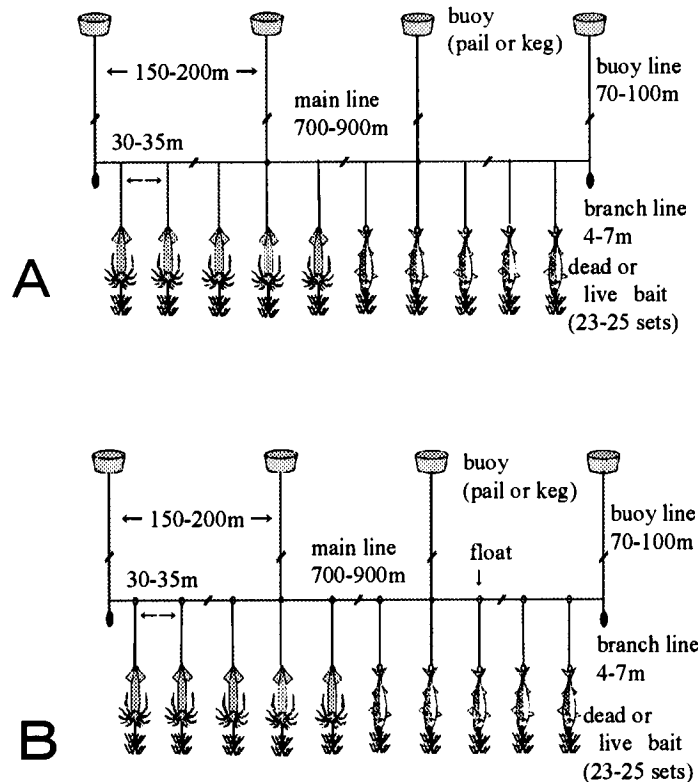 buoy
(pail or keg)
← 150-200m →
buoy line
70-100m
main line
700-900m
30-35m
branch line
4-7m
A
dead or
live bait
(23-25 sets)
buoy
(pail or keg)
← 150-200m →
buoy line
70-100m
main line
700-900m
float
30-35m
branch line
4-7m
B
dead or
live bait
(23-25 sets)